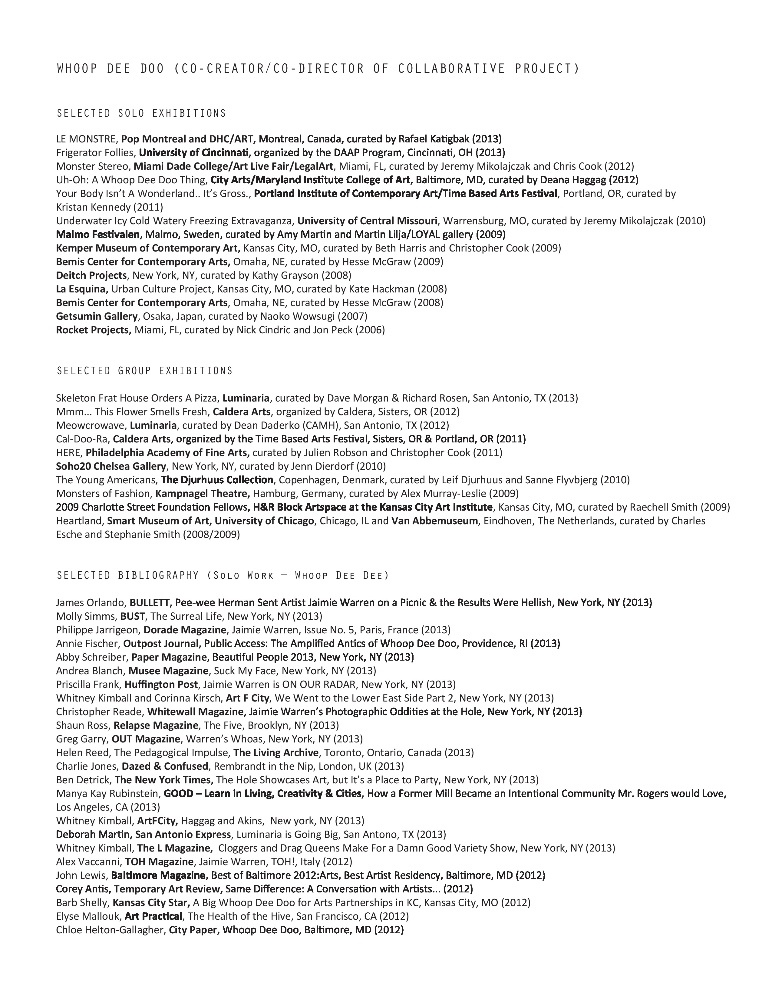 WHOOP DEE DOO (CO-CREATOR/CO-DIRECTOR OF COLLABORATIVE PROJECT)
SELECTED SOLO EXHIBITIONS
LE MONSTRE, Pop Montreal and DHC/ART, Montreal, Canada, curated by Rafael Katigbak (2013)
Frigerator Follies, University of Cincinnati, organized by the DAAP Program, Cincinnati, OH (2013)
Monster Stereo, Miami Dade College/Art Live Fair/LegalArt, Miami, FL, curated by Jeremy Mikolajczak and Chris Cook (2012)
Uh-Oh: A Whoop Dee Doo Thing, City Arts/Maryland Institute College of Art, Baltimore, MD, curated by Deana Haggag (2012)
Your Body Isn't A Wonderland.. It's Gross., Portland Institute of Contemporary Art/Time Based Arts Festival, Portland, OR, curated by
Kristan Kennedy (2011)
Underwater Icy Cold Watery Freezing Extravaganza, University of Central Missouri, Warrensburg, MO, curated by Jeremy Mikolajczak (2010)
Malmo Festivalen, Malmo, Sweden, curated by Amy Martin and Martin Lilja/LOYAL gallery (2009)
Kemper Museum of Contemporary Art, Kansas City, MO, curated by Beth Harris and Christopher Cook (2009)
Bemis Center for Contemporary Arts, Omaha, NE, curated by Hesse McGraw (2009)
Deitch Projects, New York, NY, curated by Kathy Grayson (2008)
La Esquina, Urban Culture Project, Kansas City, MO, curated by Kate Hackman (2008)
Bemis Center for Contemporary Arts, Omaha, NE, curated by Hesse McGraw (2008)
Getsumin Gallery, Osaka, Japan, curated by Naoko Wowsugi (2007)
Rocket Projects, Miami, FL, curated by Nick Cindric and Jon Peck (2006)
SELECTED GROUP EXHIBITIONS
Skeleton Frat House Orders A Pizza, Luminaria, curated by Dave Morgan & Richard Rosen, San Antonio, TX (2013)
Mmm... This Flower Smells Fresh, Caldera Arts, organized by Caldera, Sisters, OR (2012)
Meowcrowave, Luminaria, curated by Dean Daderko (CAMH), San Antonio, TX (2012)
Cal-Doo-Ra, Caldera Arts, organized by the Time Based Arts Festival, Sisters, OR & Portland, OR (2011)
HERE, Philadelphia Academy of Fine Arts, curated by Julien Robson and Christopher Cook (2011)
Soho20 Chelsea Gallery, New York, NY, curated by Jenn Dierdorf (2010)
The Young Americans, The Djurhuus Collection, Copenhagen, Denmark, curated by Leif Djurhuus and Sanne Flyvbjerg (2010)
Monsters of Fashion, Kampnagel Theatre, Hamburg, Germany, curated by Alex Murray-Leslie (2009)
2009 Charlotte Street Foundation Fellows, H&R Block Artspace at the Kansas City Art Institute, Kansas City, MO, curated by Raechell Smith (2009)
Heartland, Smart Museum of Art, University of Chicago, Chicago, IL and Van Abbemuseum, Eindhoven, The Netherlands, curated by Charles
Esche and Stephanie Smith (2008/2009)
SELECTED BIBLIOGRAPHY (SOLO WORK – WHOOP DEE DEE)
James Orlando, BULLETT, Pee-wee Herman Sent Artist Jaimie Warren on a Picnic & the Results Were Hellish, New York, NY (2013)
Molly Simms, BUST, The Surreal Life, New York, NY (2013)
Philippe Jarrigeon, Dorade Magazine, Jaimie Warren, Issue No. 5, Paris, France (2013)
Annie Fischer, Outpost Journal, Public Access: The Amplified Antics of Whoop Dee Doo, Providence, RI (2013)
Abby Schreiber, Paper Magazine, Beautiful People 2013, New York, NY (2013)
Andrea Blanch, Musee Magazine, Suck My Face, New York, NY (2013)
Priscilla Frank, Huffington Post, Jaimie Warren is ON OUR RADAR, New York, NY (2013)
Whitney Kimball and Corinna Kirsch, Art F City, We Went to the Lower East Side Part 2, New York, NY (2013)
Christopher Reade, Whitewall Magazine, Jaimie Warren's Photographic Oddities at the Hole, New York, NY (2013)
Shaun Ross, Relapse Magazine, The Five, Brooklyn, NY (2013)
Greg Garry, OUT Magazine, Warren's Whoas, New York, NY (2013)
Helen Reed, The Pedagogical Impulse, The Living Archive, Toronto, Ontario, Canada (2013)
Charlie Jones, Dazed & Confused, Rembrandt in the Nip, London, UK (2013)
Ben Detrick, The New York Times, The Hole Showcases Art, but It's a Place to Party, New York, NY (2013)
Manya Kay Rubinstein, GOOD – Learn in Living, Creativity & Cities, How a Former Mill Became an Intentional Community Mr. Rogers would Love,
Los Angeles, CA (2013)
Whitney Kimball, ArtFCity, Haggag and Akins, New york, NY (2013)
Deborah Martin, San Antonio Express, Luminaria is Going Big, San Antono, TX (2013)
Whitney Kimball, The L Magazine, Cloggers and Drag Queens Make For a Damn Good Variety Show, New York, NY (2013)
Alex Vaccanni, TOH Magazine, Jaimie Warren, TOH!, Italy (2012)
John Lewis, Baltimore Magazine, Best of Baltimore 2012:Arts, Best Artist Residency, Baltimore, MD (2012)
Corey Antis, Temporary Art Review, Same Difference: A Conversation with Artists... (2012)
Barb Shelly, Kansas City Star, A Big Whoop Dee Doo for Arts Partnerships in KC, Kansas City, MO (2012)
Elyse Mallouk, Art Practical, The Health of the Hive, San Francisco, CA (2012)
Chloe Helton-Gallagher, City Paper, Whoop Dee Doo, Baltimore, MD (2012)